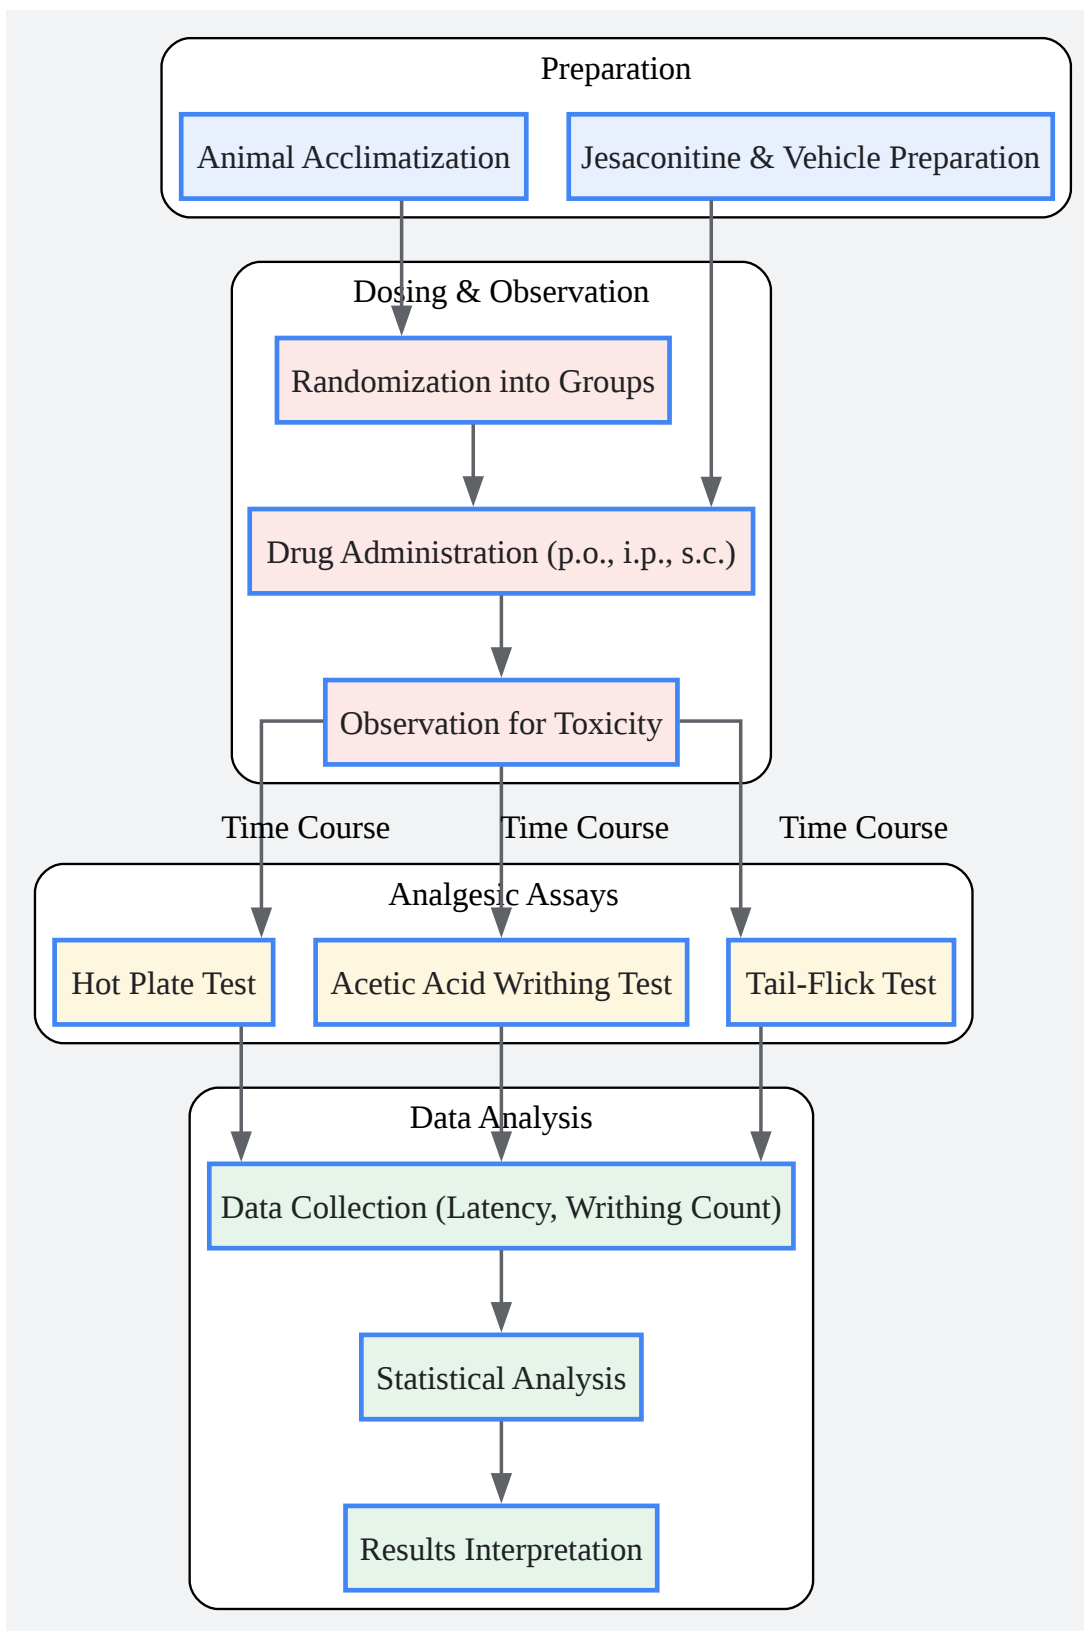 Preparation
Animal Acclimatization
Jesaconitine & Vehicle Preparation
Dosing & Observation
Randomization into Groups
Drug Administration (p.o., i.p., s.c.)
Observation for Toxicity
Time Course
Time Course
Time Course
Analgesic Assays
Hot Plate Test
Acetic Acid Writhing Test
Tail-Flick Test
Data Analysis
Data Collection (Latency, Writhing Count)
Statistical Analysis
Results Interpretation